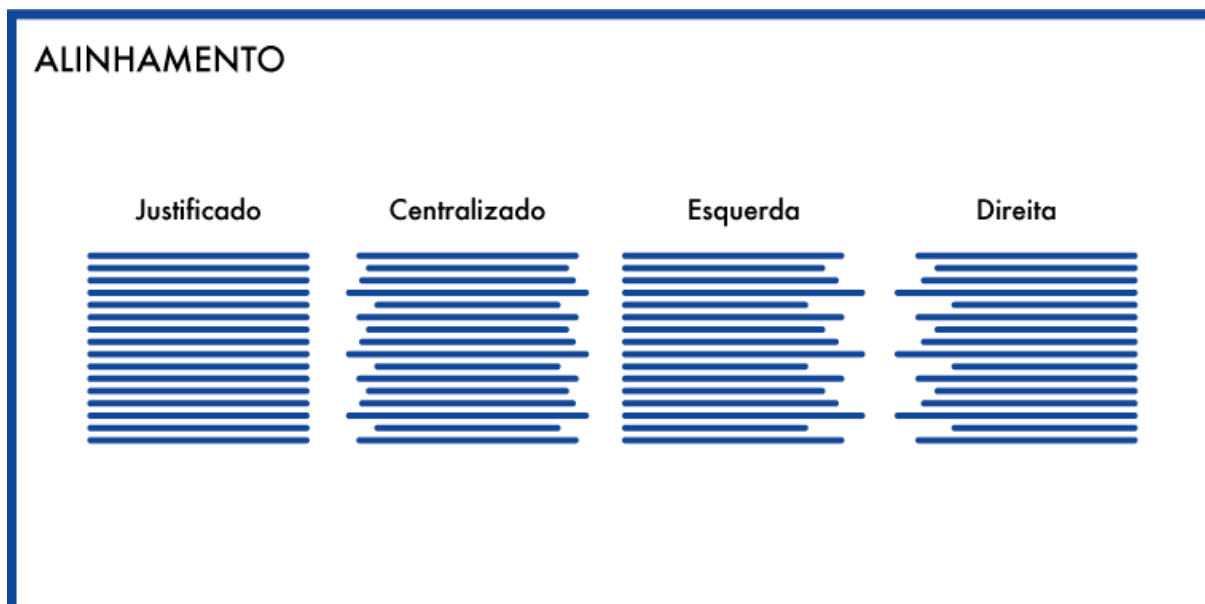 ALINHAMENTO
Justificado
Centralizado
Esquerda
Direita